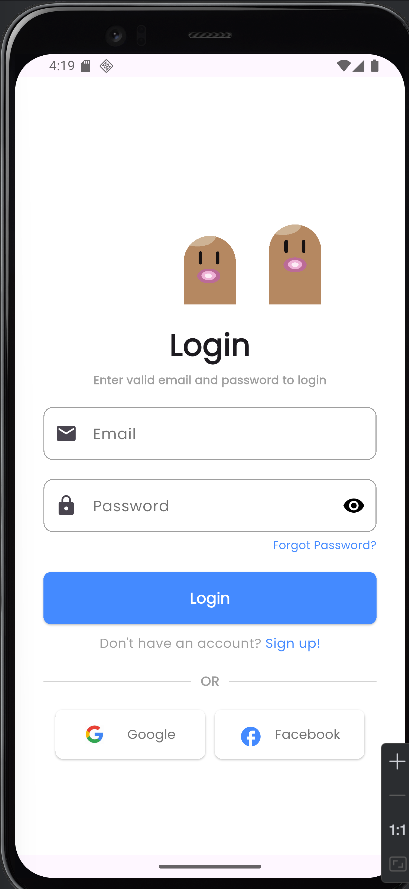 4:19
Login
Enter valid email and password to login
Email
Password
Forgot Password?
Login
Don't have an account? Sign up!
OR
Google
Facebook
1:1